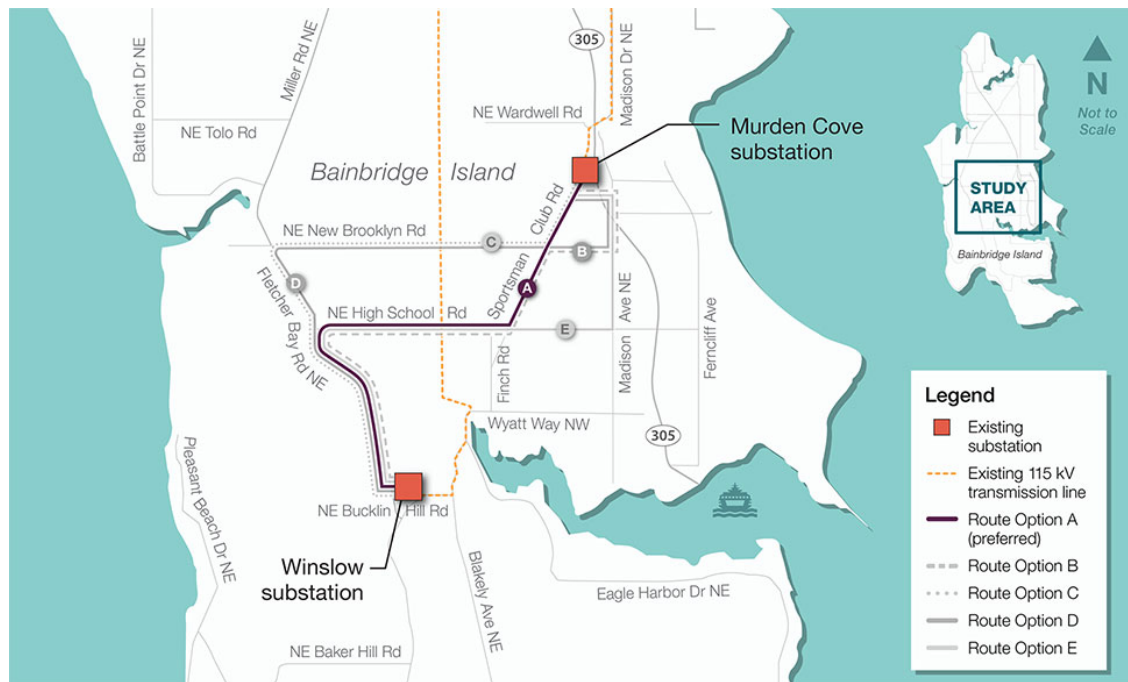 305
Madison Dr NE
Miller Rd NE
Battle Point Dr NE
N
Not to
Scale
NE Wardwell Rd
NE Tolo Rd
Murden Cove
substation
Bainbridge Island
STUDY
AREA
Bainbridge Island
Club Rd
Sportsman
NE New Brooklyn Rd
C
B
D
A
Fletcher Bay Rd NE
NE High School Rd
E
Finch Rd
Madison Ave NE
Ferncliff Ave
Wyatt Way NW
305
Pleasant Beach Dr NE
NE Bucklin Hill Rd
Winslow
substation
Blakely Ave NE
Eagle Harbor Dr NE
NE Baker Hill Rd
Legend
Existing
substation
Existing 115 kV
transmission line
Route Option A
(preferred)
Route Option B
Route Option C
Route Option D
Route Option E